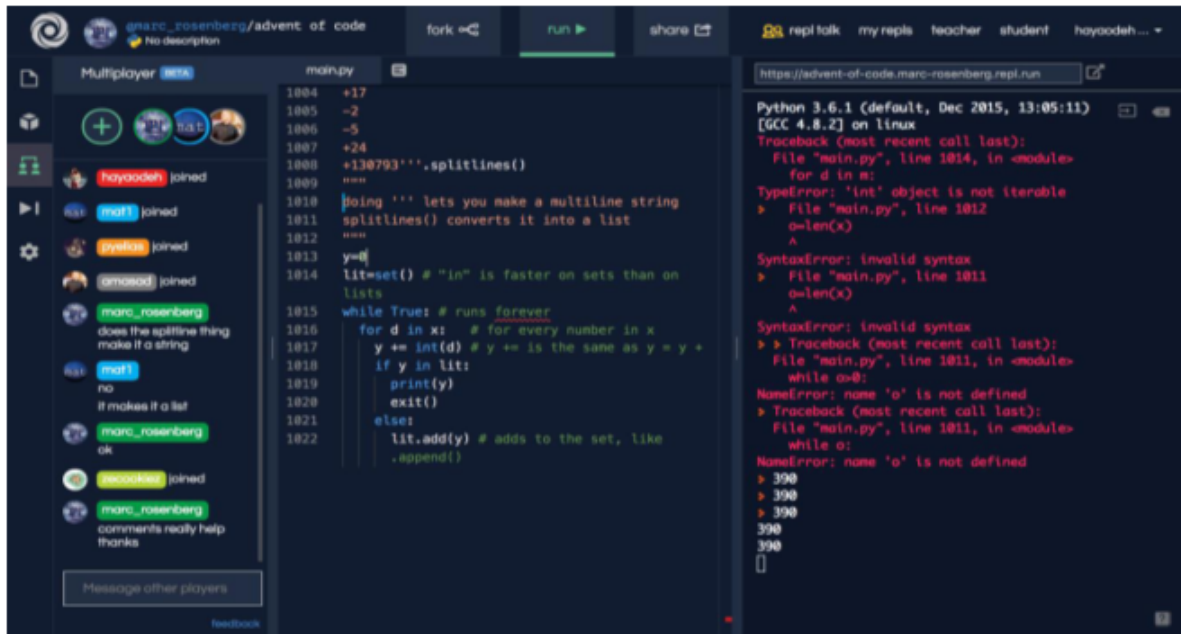 @marc_rosenberg/advent of code
No description
fork
run
share
repl talk
my repls
teacher
student
hayaodeh ...
Multiplayer BETA
mat
hayaodeh joined
mat1 joined
pyelias joined
amasad joined
marc_rosenberg
does the splitline thing
make it a string
mat1
no
it makes it a list
marc_rosenberg
ok
zecookiez joined
marc_rosenberg
comments really help
thanks
Message other players
feedback
main.py
1004 +17
1005 -2
1006 -5
1007 +24
1008 +130793'''.splitlines()
1009 """
1010 doing ''' lets you make a multiline string
1011 splitlines() converts it into a list
1012 """
1013 y=0
1014 lit=set() # "in" is faster on sets than on
lists
1015 while True: # runs forever
1016 for d in x: # for every number in x
1017 y += int(d) # y += is the same as y = y +
1018 if y in lit:
1019 print(y)
1020 exit()
1021 else:
1022 lit.add(y) # adds to the set, like
.append()
https://advent-of-code.marc-rosenberg.repl.run
Python 3.6.1 (default, Dec 2015, 13:05:11)
[GCC 4.8.2] on linux
Traceback (most recent call last):
File "main.py", line 1014, in <module>
for d in m:
TypeError: 'int' object is not iterable
File "main.py", line 1012
o=len(x)
^
SyntaxError: invalid syntax
File "main.py", line 1011
o=len(x)
^
SyntaxError: invalid syntax
Traceback (most recent call last):
File "main.py", line 1011, in <module>
while o>0:
NameError: name 'o' is not defined
Traceback (most recent call last):
File "main.py", line 1011, in <module>
while o:
NameError: name 'o' is not defined
390
390
390
390
390
?